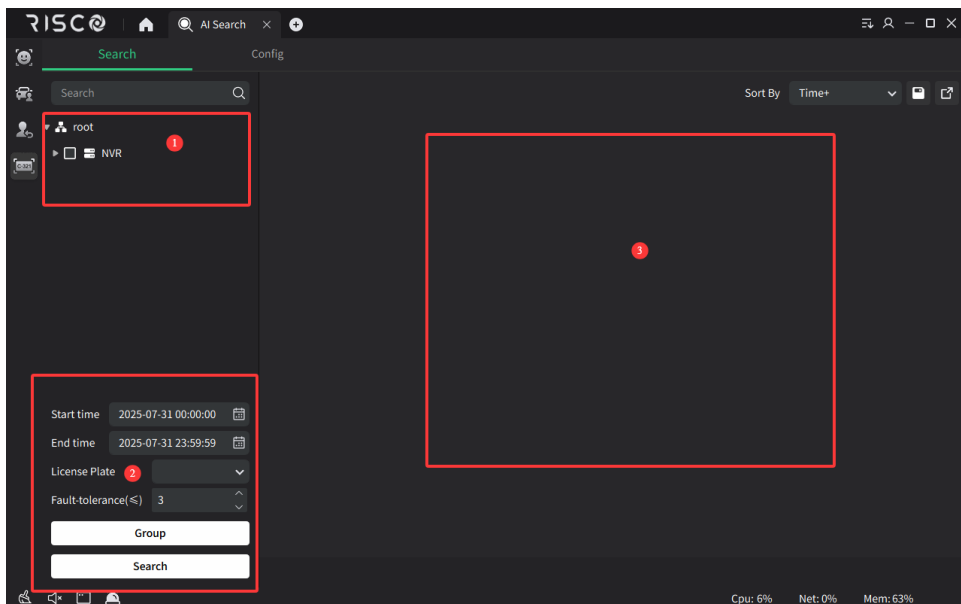 RISCO
AI Search
Search
Config
Search
Sort By
Time+
root
1
NVR
C-321
3
Start time
2025-07-31 00:00:00
End time
2025-07-31 23:59:59
License Plate
2
Fault-tolerance(≤)
3
Group
Search
Cpu: 6%
Net: 0%
Mem: 63%